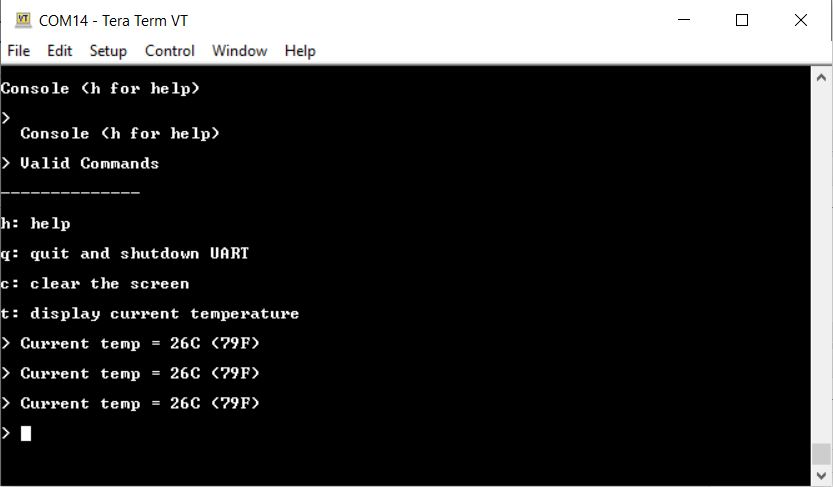 VT
COM14 - Tera Term VT
File Edit Setup Control Window Help
Console (h for help)
>
Console (h for help)
> Valid Commands
--------------
h: help
q: quit and shutdown UART
c: clear the screen
t: display current temperature
> Current temp = 26C (79F)
> Current temp = 26C (79F)
> Current temp = 26C (79F)
>